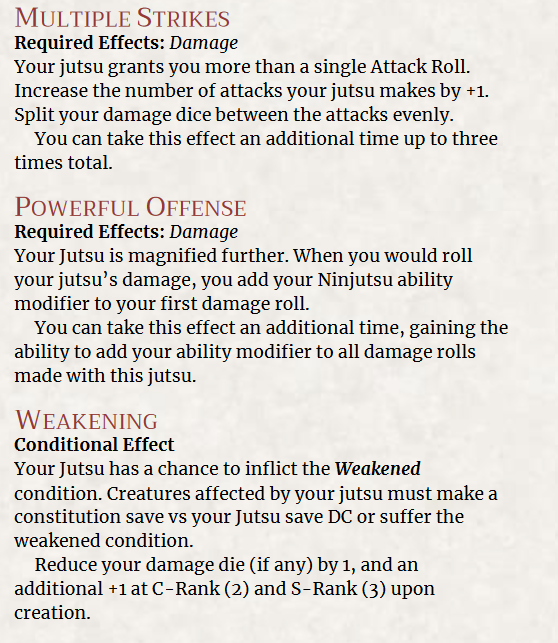 Multiple Strikes
Required Effects: Damage
Your jutsu grants you more than a single Attack Roll.
Increase the number of attacks your jutsu makes by +1.
Split your damage dice between the attacks evenly.
You can take this effect an additional time up to three
times total.
Powerful Offense
Required Effects: Damage
Your Jutsu is magnified further. When you would roll
your jutsu's damage, you add your Ninjutsu ability
modifier to your first damage roll.
You can take this effect an additional time, gaining the
ability to add your ability modifier to all damage rolls
made with this jutsu.
Weakening
Conditional Effect
Your Jutsu has a chance to inflict the Weakened
condition. Creatures affected by your jutsu must make a
constitution save vs your Jutsu save DC or suffer the
weakened condition.
Reduce your damage die (if any) by 1, and an
additional +1 at C-Rank (2) and S-Rank (3) upon
creation.